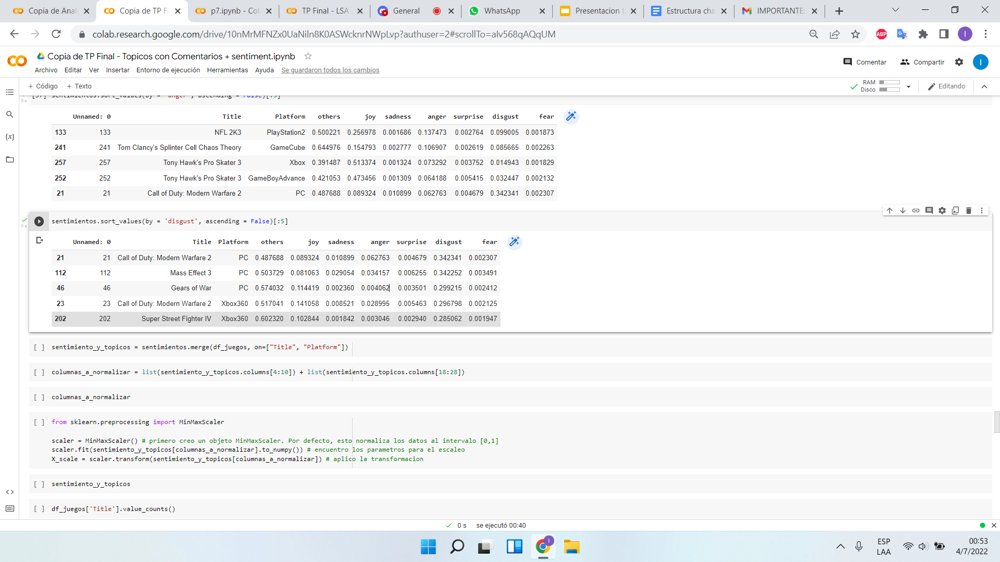 Copia de Anali
Copia de TP Fi
p7.ipynb - Col
TP Final - LSA
General
WhatsApp
Presentacion t
Estructura cha
IMPORTANTE:
colab.research.google.com/drive/10nMrMFNZx0UaNiln8K0ASWcknrNWpLvp?authuser=2#scrollTo=aIv568qAQqUM
ABP
I
Copia de TP Final - Topicos con Comentarios + sentiment.ipynb
Archivo Editar Ver Insertar Entorno de ejecución Herramientas Ayuda Se guardaron todos los cambios
Comentar Compartir I
+ Código + Texto
RAM
Disco
Editando
[57] sentimientos.sort_values(by = 'anger', ascending = False)[:5]
0 s
Unnamed: 0 Title Platform others joy sadness anger surprise disgust fear
133 133 NFL 2K3 PlayStation2 0.500221 0.256978 0.001686 0.137473 0.002764 0.099005 0.001873
241 241 Tom Clancy's Splinter Cell Chaos Theory GameCube 0.644976 0.154793 0.002777 0.106907 0.002619 0.085665 0.002263
257 257 Tony Hawk's Pro Skater 3 Xbox 0.391487 0.513374 0.001324 0.073292 0.003752 0.014943 0.001829
252 252 Tony Hawk's Pro Skater 3 GameBoyAdvance 0.421053 0.473456 0.001309 0.064188 0.005415 0.032447 0.002132
21 21 Call of Duty: Modern Warfare 2 PC 0.487688 0.089324 0.010899 0.062763 0.004679 0.342341 0.002307
0 s
sentimientos.sort_values(by = 'disgust', ascending = False)[:5]
Unnamed: 0 Title Platform others joy sadness anger surprise disgust fear
21 21 Call of Duty: Modern Warfare 2 PC 0.487688 0.089324 0.010899 0.062763 0.004679 0.342341 0.002307
112 112 Mass Effect 3 PC 0.503729 0.081063 0.029054 0.034157 0.006255 0.342252 0.003491
46 46 Gears of War PC 0.574032 0.114419 0.002360 0.004062 0.003501 0.299215 0.002412
23 23 Call of Duty: Modern Warfare 2 Xbox360 0.517041 0.141058 0.008521 0.028995 0.005463 0.296798 0.002125
202 202 Super Street Fighter IV Xbox360 0.602320 0.102844 0.001842 0.003046 0.002940 0.285062 0.001947
[ ] sentimiento_y_topicos = sentimientos.merge(df_juegos, on=["Title", "Platform"])
[ ] columnas_a_normalizar = list(sentimiento_y_topicos.columns[4:10]) + list(sentimiento_y_topicos.columns[18:28])
[ ] columnas_a_normalizar
[ ] from sklearn.preprocessing import MinMaxScaler
scaler = MinMaxScaler() # primero creo un objeto MinMaxScaler. Por defecto, esto normaliza los datos al intervalo [0,1]
scaler.fit(sentimiento_y_topicos[columnas_a_normalizar].to_numpy()) # encuentro los parametros para el escaleo
X_scale = scaler.transform(sentimiento_y_topicos[columnas_a_normalizar]) # aplico la transformacion
[ ] sentimiento_y_topicos
[ ] df_juegos['Title'].value_counts()
0 s se ejecutó 00:40
ESP
LAA
00:53
4/7/2022